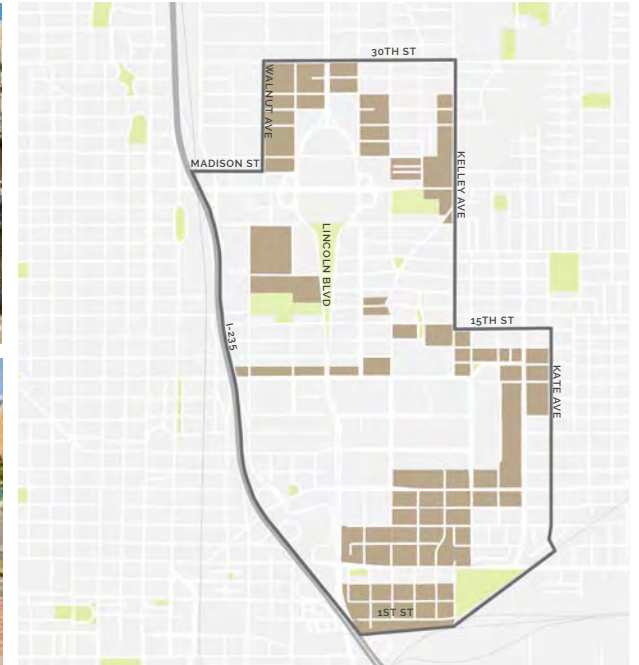 30TH ST
WALNUT AVE
MADISON ST
KELLEY AVE
LINCOLN BLVD
15TH ST
I-235
KATE AVE
1ST ST